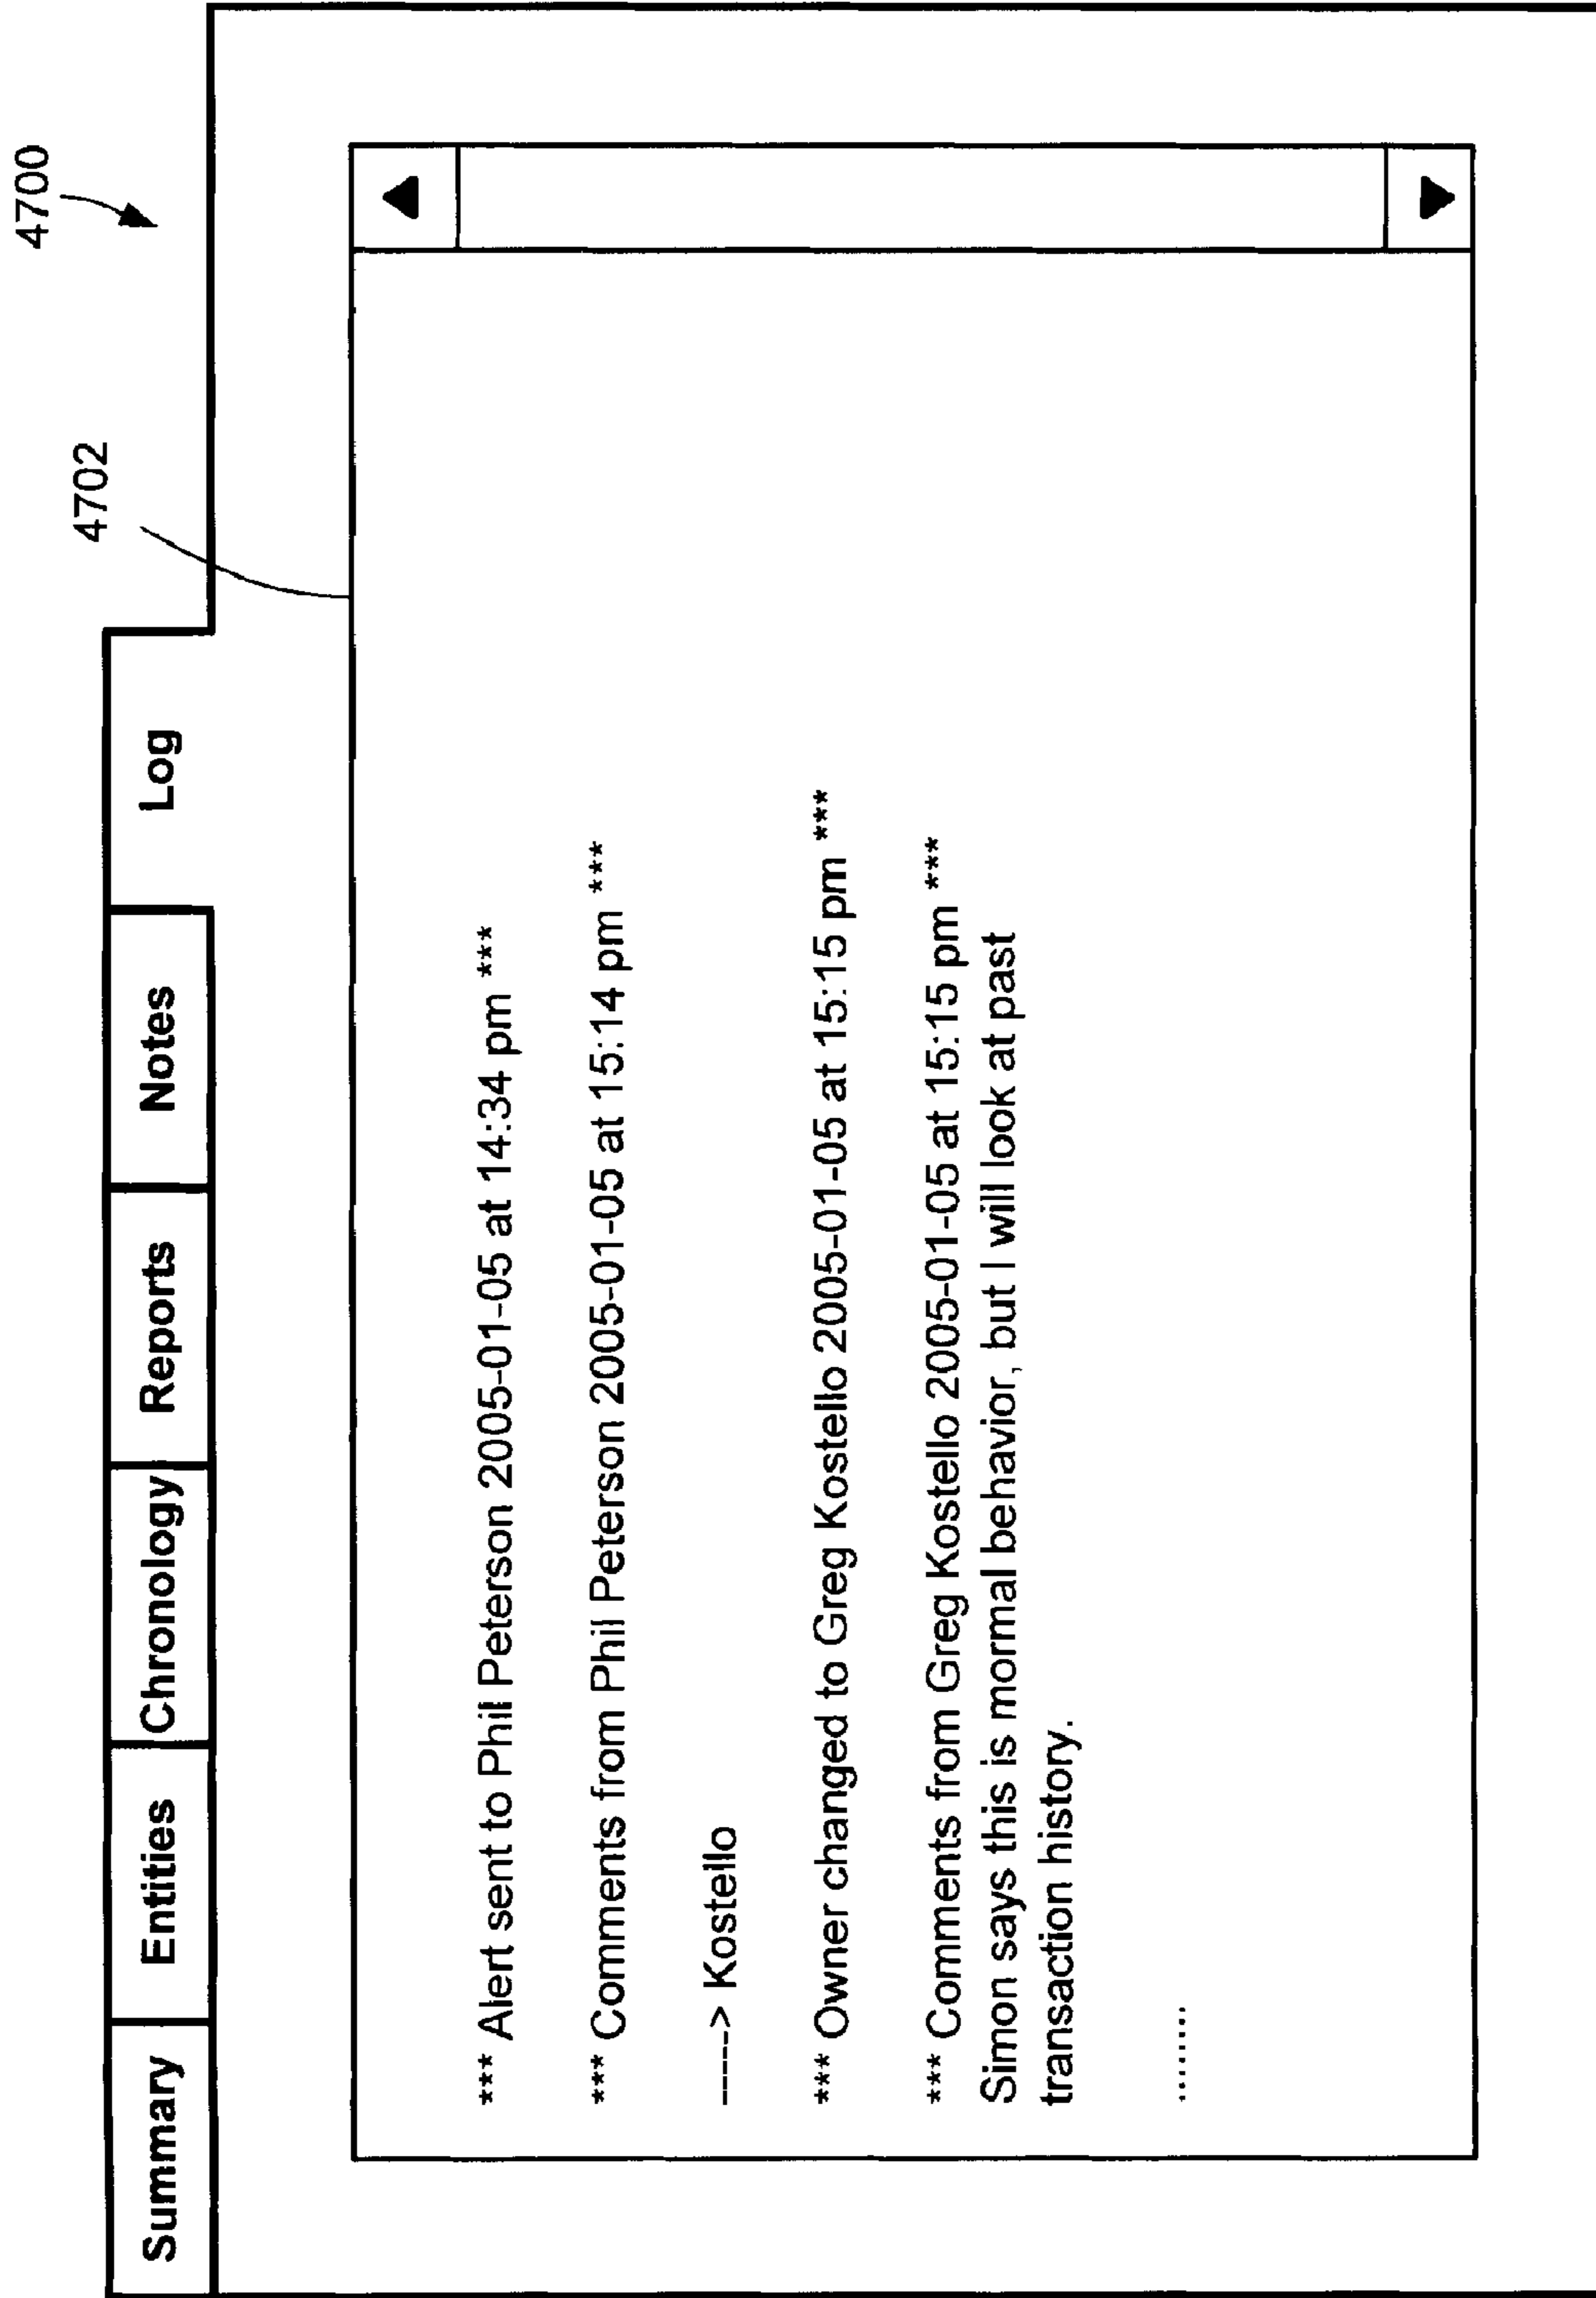 4700
4702
Summary
Entities
Chronology
Reports
Notes
Log
*** Alert sent to Phil Peterson 2005-01-05 at 14:34 pm ***
*** Comments from Phil Peterson 2005-01-05 at 15:14 pm ***
-----> Kostello
*** Owner changed to Greg Kostello 2005-01-05 at 15:15 pm ***
*** Comments from Greg Kostello 2005-01-05 at 15:15 pm ***
Simon says this is mormal behavior, but I will look at past
transaction history.
........